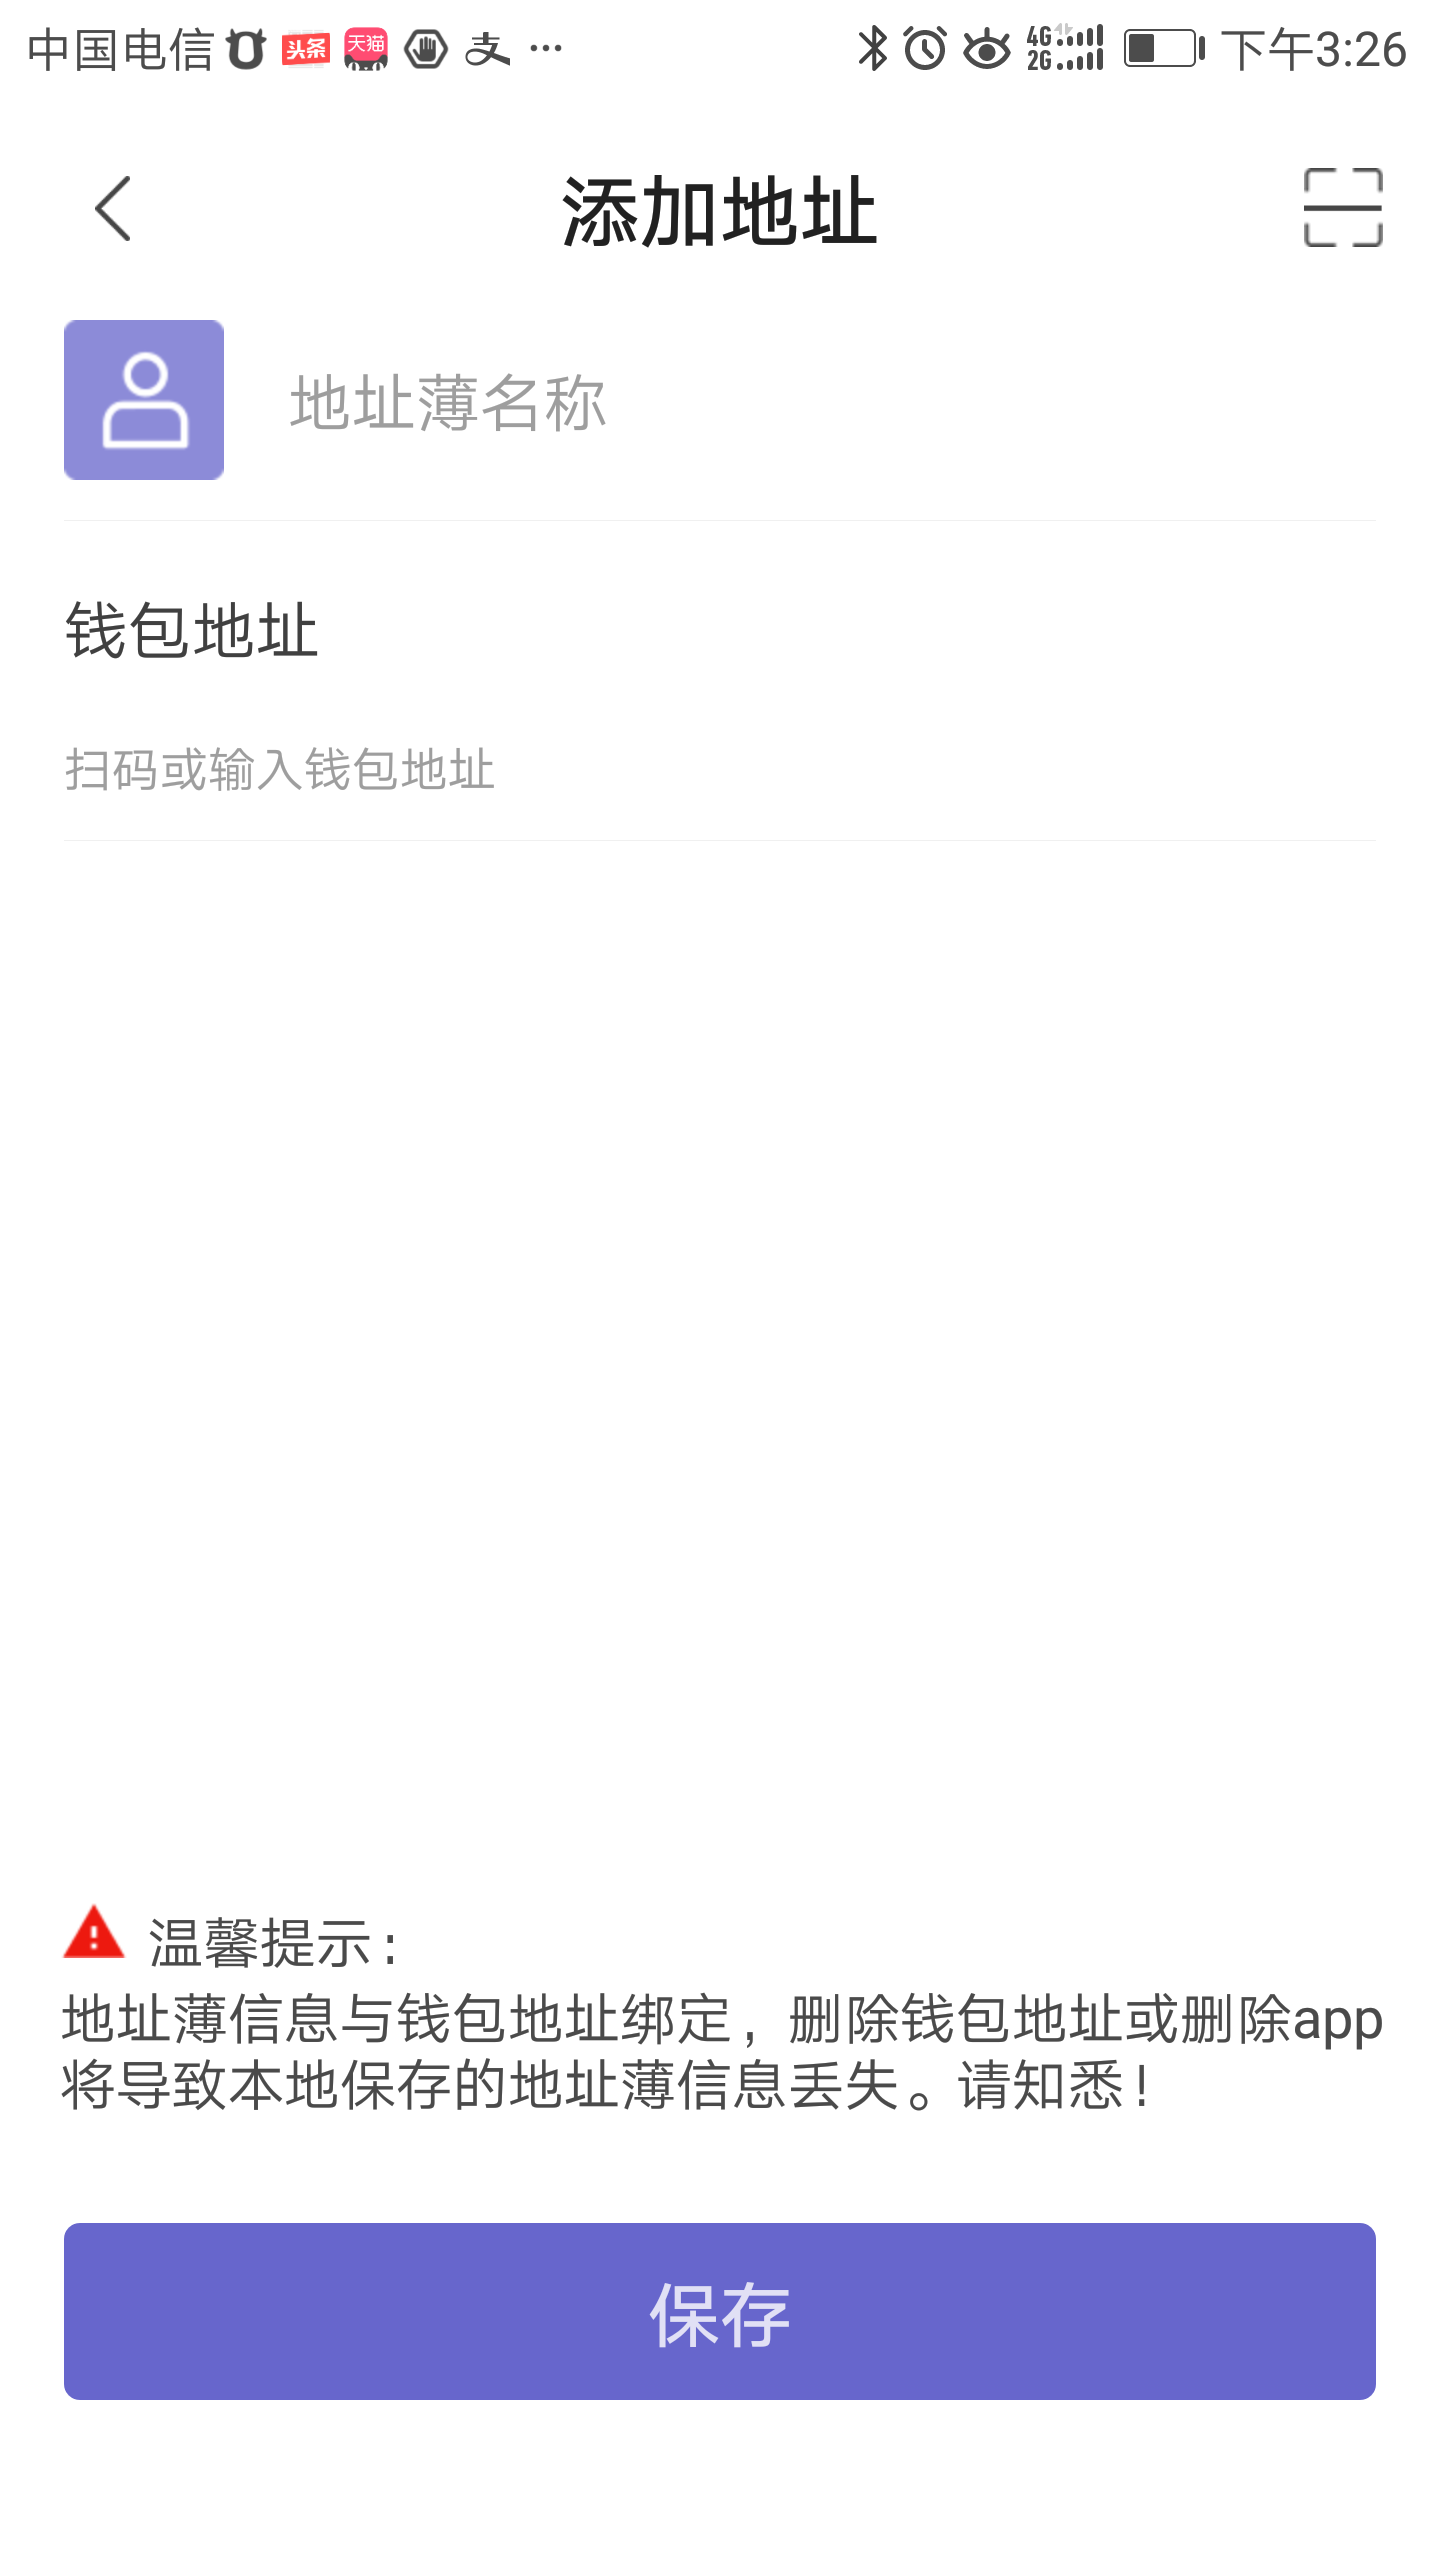 中国电信 头条 天猫 支 ··· 4G 2G 下午3:26
添加地址
地址薄名称
钱包地址
扫码或输入钱包地址
温馨提示：
地址薄信息与钱包地址绑定，删除钱包地址或删除app
将导致本地保存的地址薄信息丢失。请知悉！
保存